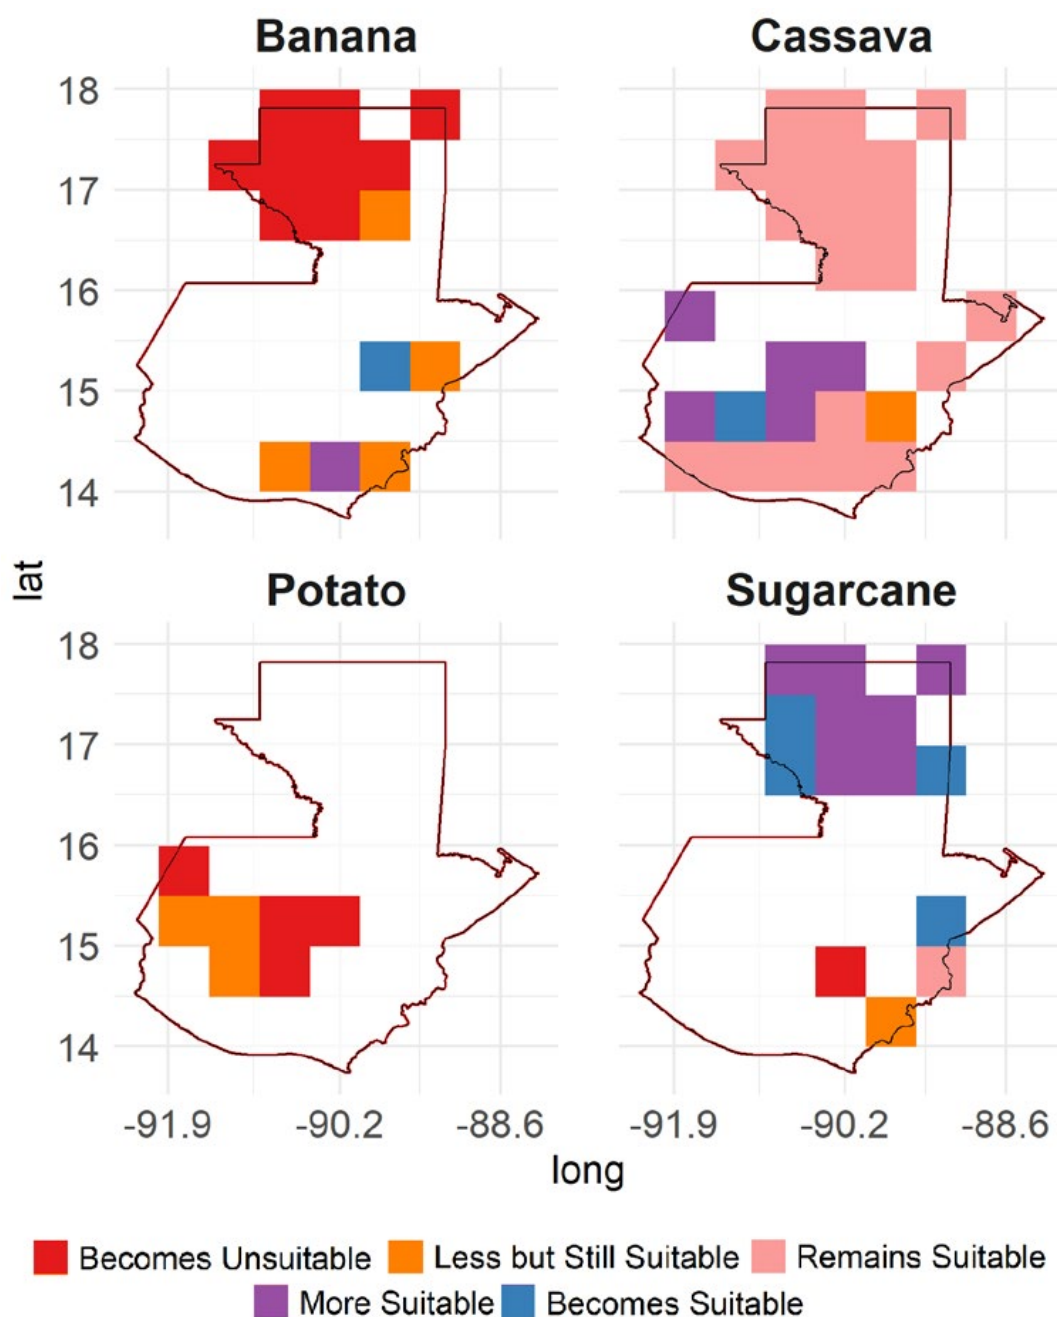 Banana Cassava
18
17
16
15
14
lat
Potato Sugarcane
18
17
16
15
14
-91.9 -90.2 -88.6 -91.9 -90.2 -88.6
long
Becomes Unsuitable Less but Still Suitable Remains Suitable
More Suitable Becomes Suitable